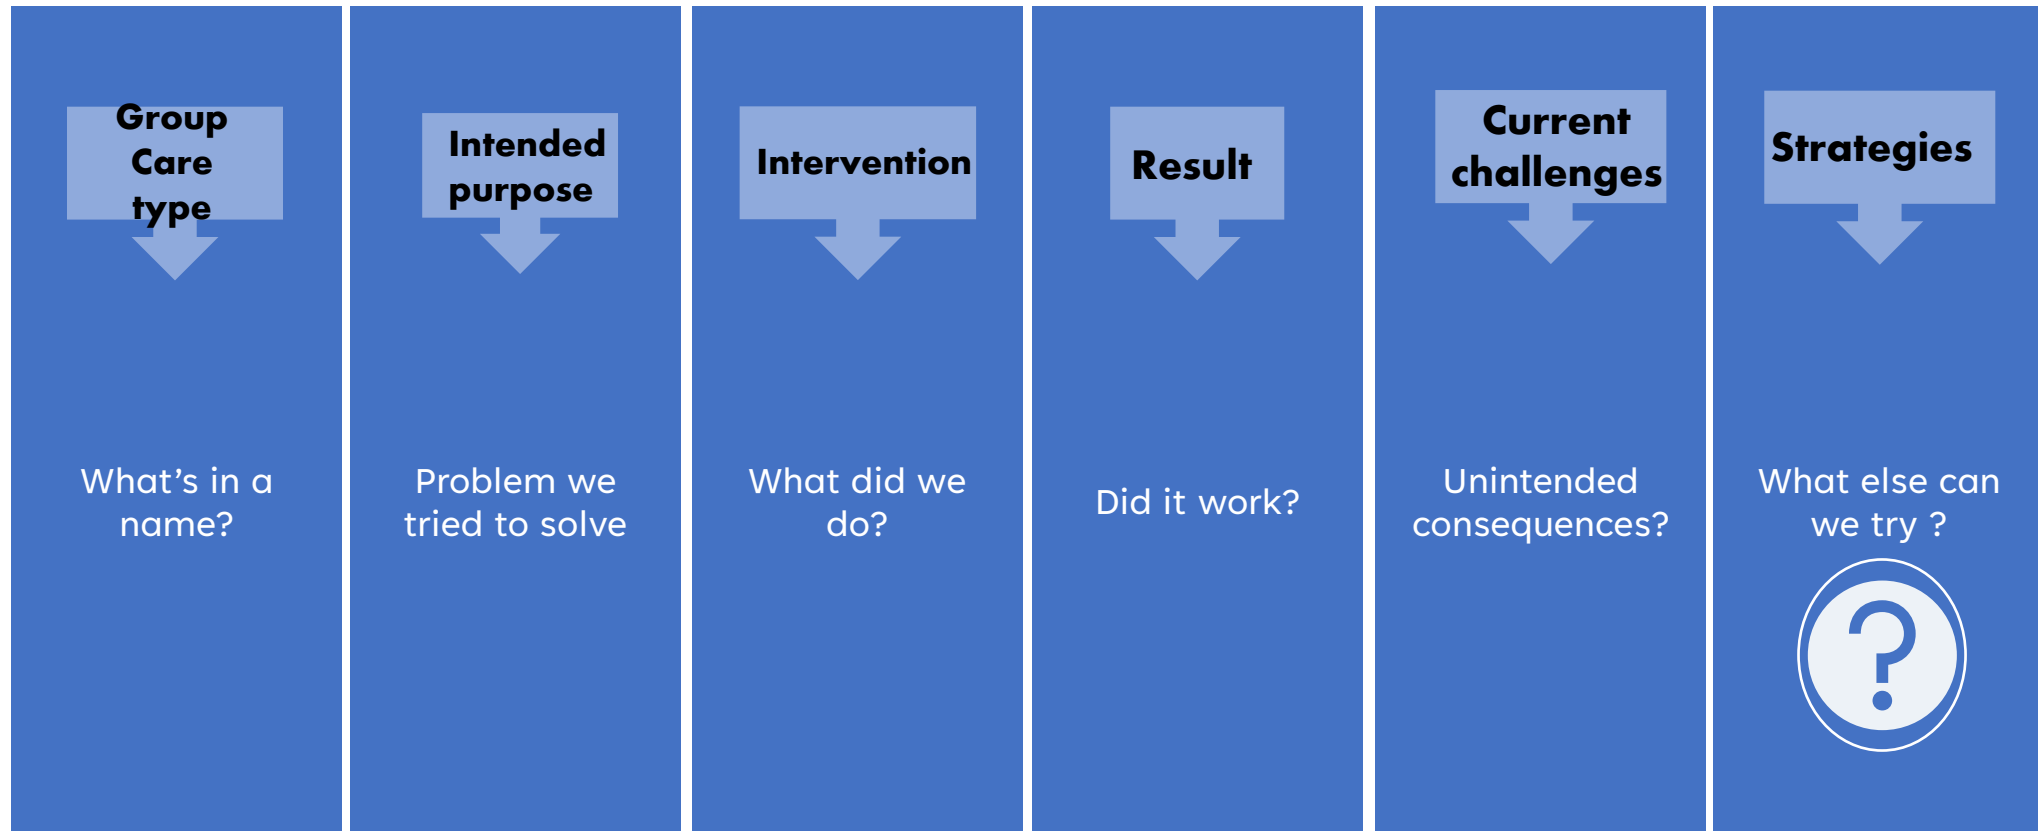 Group
Care
type
What's in a
name?
Intended
purpose
Problem we
tried to solve
Intervention
What did we
do?
Result
Did it work?
Current
challenges
Unintended
consequences?
Strategies
What else can
we try ?
?